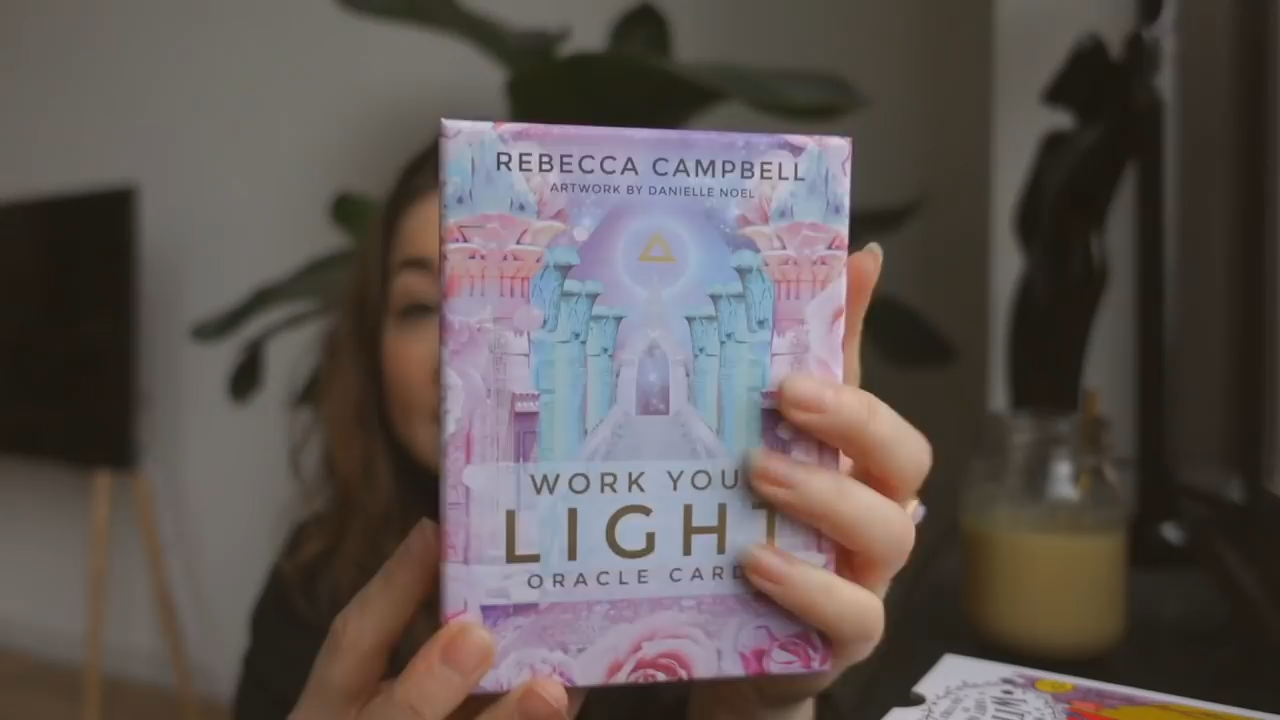 REBECCA CAMPBELL
ARTWORK BY DANIELLE NOEL
WORK YOU
LIGHT
ORACLE CARD